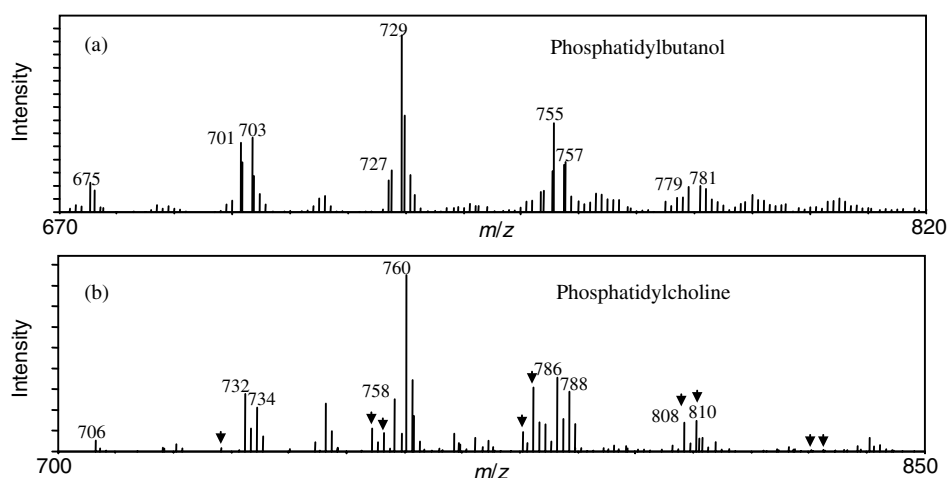 (a)
729
Phosphatidylbutanol
Intensity
675
701
703
727
755
757
779
781
670
m/z
820
(b)
760
Phosphatidylcholine
Intensity
706
732
734
758
786
788
808
810
700
m/z
850